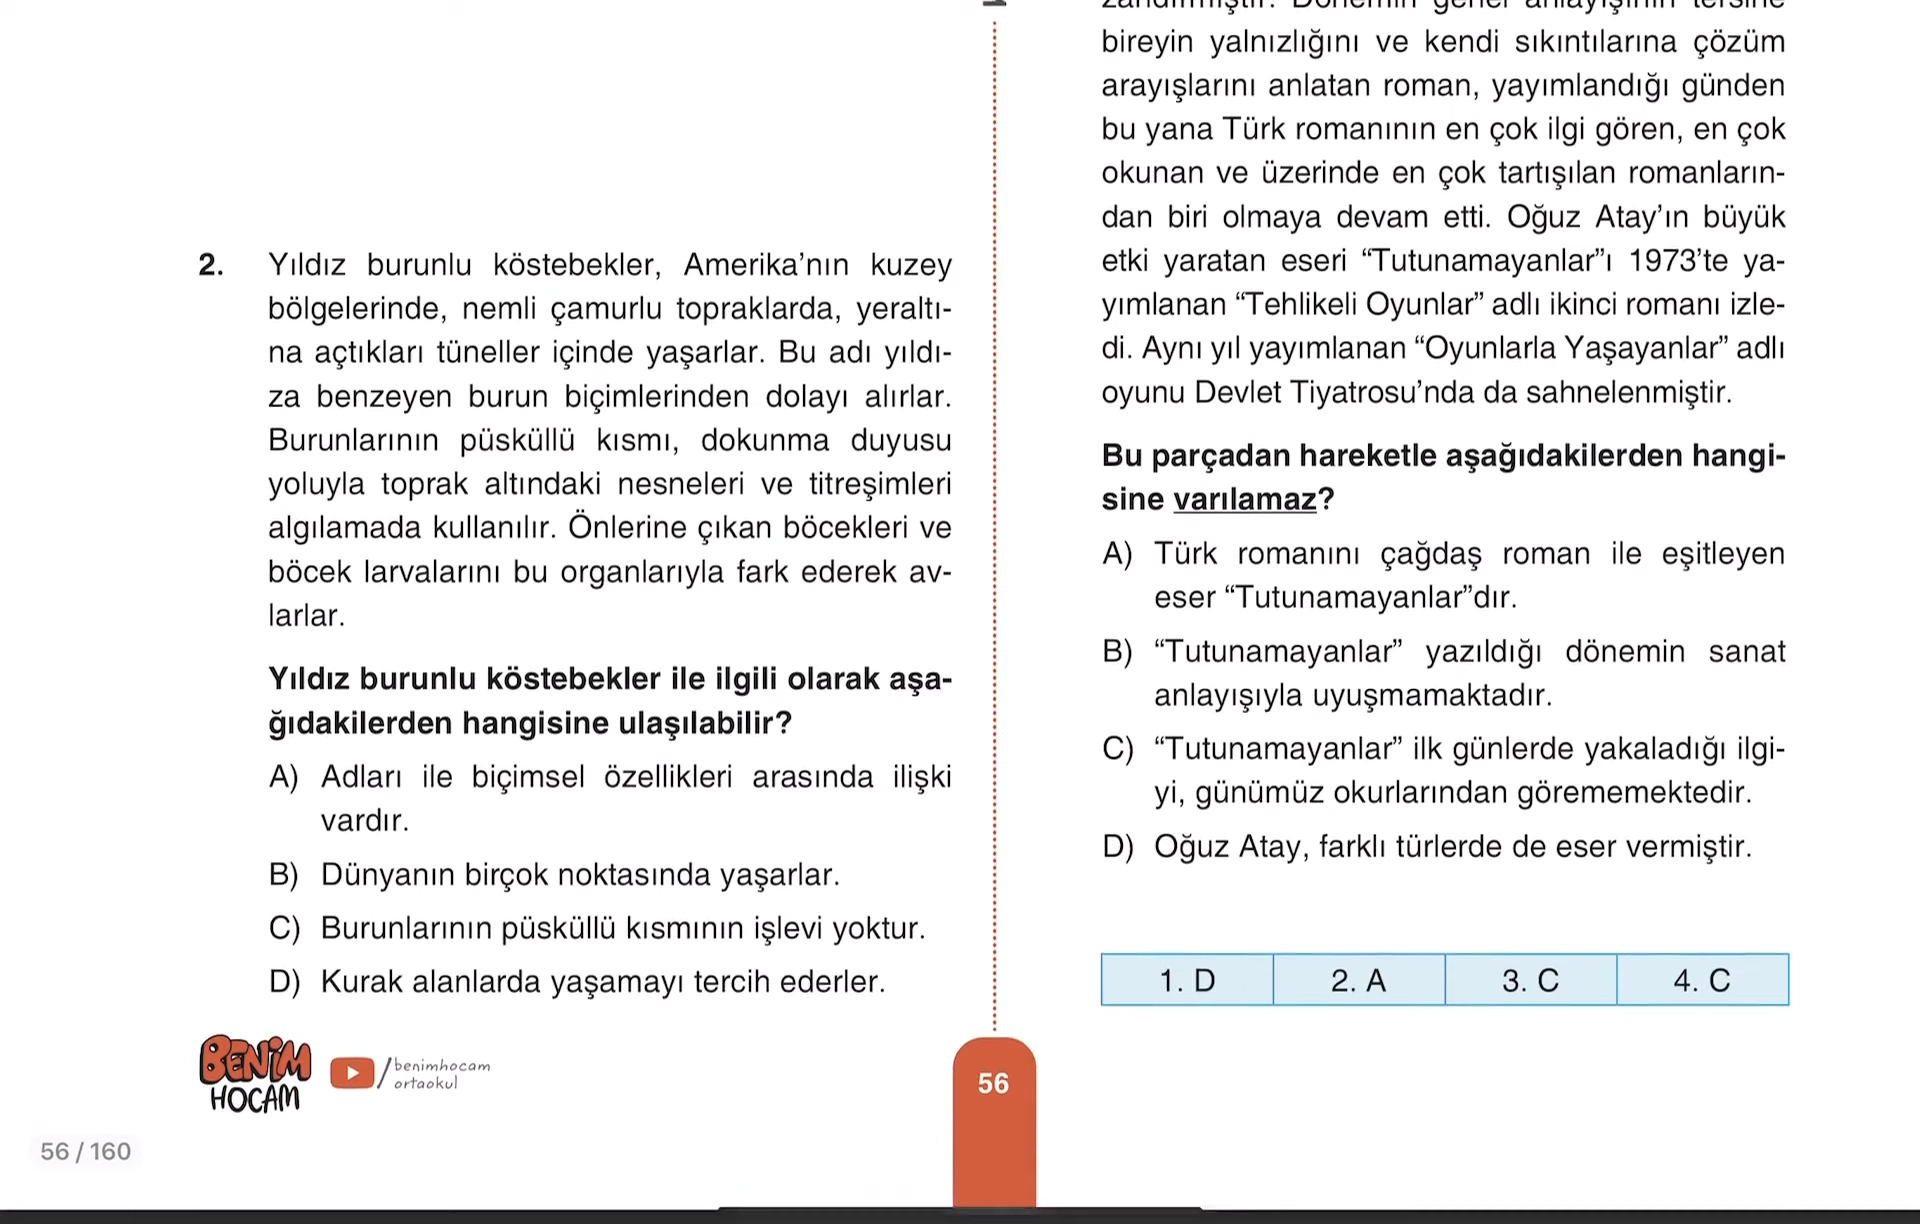 2. Yıldız burunlu köstebekler, Amerika’nın kuzey
bölgelerinde, nemli çamurlu topraklarda, yeraltı-
na açtıkları tüneller içinde yaşarlar. Bu adı yıldı-
za benzeyen burun biçimlerinden dolayı alırlar.
Burunlarının püsküllü kısmı, dokunma duyusu
yoluyla toprak altındaki nesneleri ve titreşimleri
algılamada kullanılır. Önlerine çıkan böcekleri ve
böcek larvalarını bu organlarıyla fark ederek av-
larlar.
Yıldız burunlu köstebekler ile ilgili olarak aşa-
ğıdakilerden hangisine ulaşılabilir?
A) Adları ile biçimsel özellikleri arasında ilişki
vardır.
B) Dünyanın birçok noktasında yaşarlar.
C) Burunlarının püsküllü kısmının işlevi yoktur.
D) Kurak alanlarda yaşamayı tercih ederler.
zandırmıştır. Dönemin genel anlayışının tersine
bireyin yalnızlığını ve kendi sıkıntılarına çözüm
arayışlarını anlatan roman, yayımlandığı günden
bu yana Türk romanının en çok ilgi gören, en çok
okunan ve üzerinde en çok tartışılan romanların-
dan biri olmaya devam etti. Oğuz Atay’ın büyük
etki yaratan eseri “Tutunamayanlar”ı 1973’te ya-
yımlanan “Tehlikeli Oyunlar” adlı ikinci romanı izle-
di. Aynı yıl yayımlanan “Oyunlarla Yaşayanlar” adlı
oyunu Devlet Tiyatrosu’nda da sahnelenmiştir.
Bu parçadan hareketle aşağıdakilerden hangi-
sine varılamaz?
A) Türk romanını çağdaş roman ile eşitleyen
eser “Tutunamayanlar”dır.
B) “Tutunamayanlar” yazıldığı dönemin sanat
anlayışıyla uyuşmamaktadır.
C) “Tutunamayanlar” ilk günlerde yakaladığı ilgi-
yi, günümüz okurlarından görememektedir.
D) Oğuz Atay, farklı türlerde de eser vermiştir.
1. D 2. A 3. C 4. C
BENİM
HOCAM
/benimhocam
ortaokul
56
56 / 160